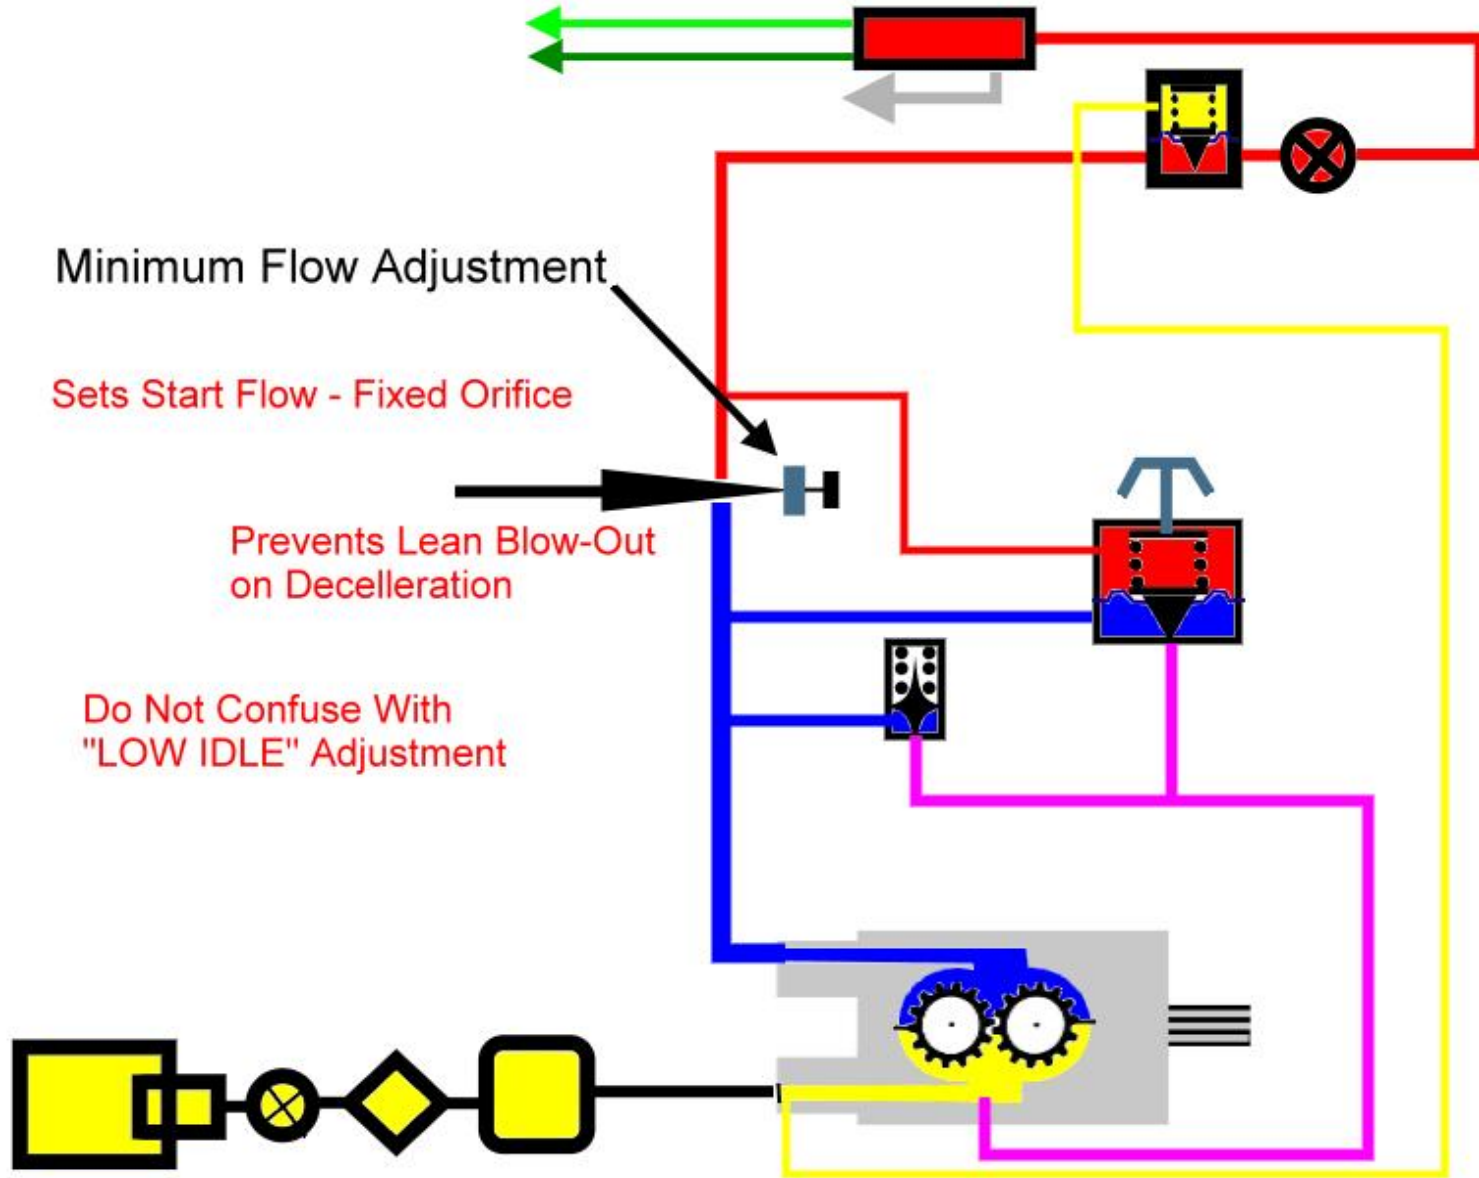 Minimum Flow Adjustment
Sets Start Flow - Fixed Orifice
Prevents Lean Blow-Out
on Decelleration
Do Not Confuse With
"LOW IDLE" Adjustment